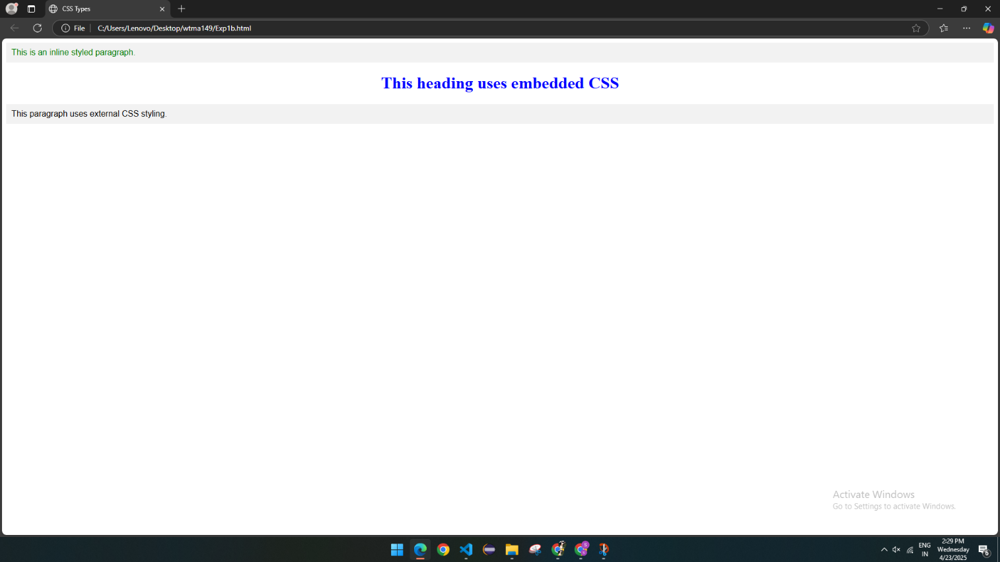 CSS Types
File
C:/Users/Lenovo/Desktop/wtma149/Exp1b.html
This is an inline styled paragraph.
This heading uses embedded CSS
This paragraph uses external CSS styling.
Activate Windows
Go to Settings to activate Windows.
S
ENG
IN
2:29 PM
Wednesday
4/23/2025
6